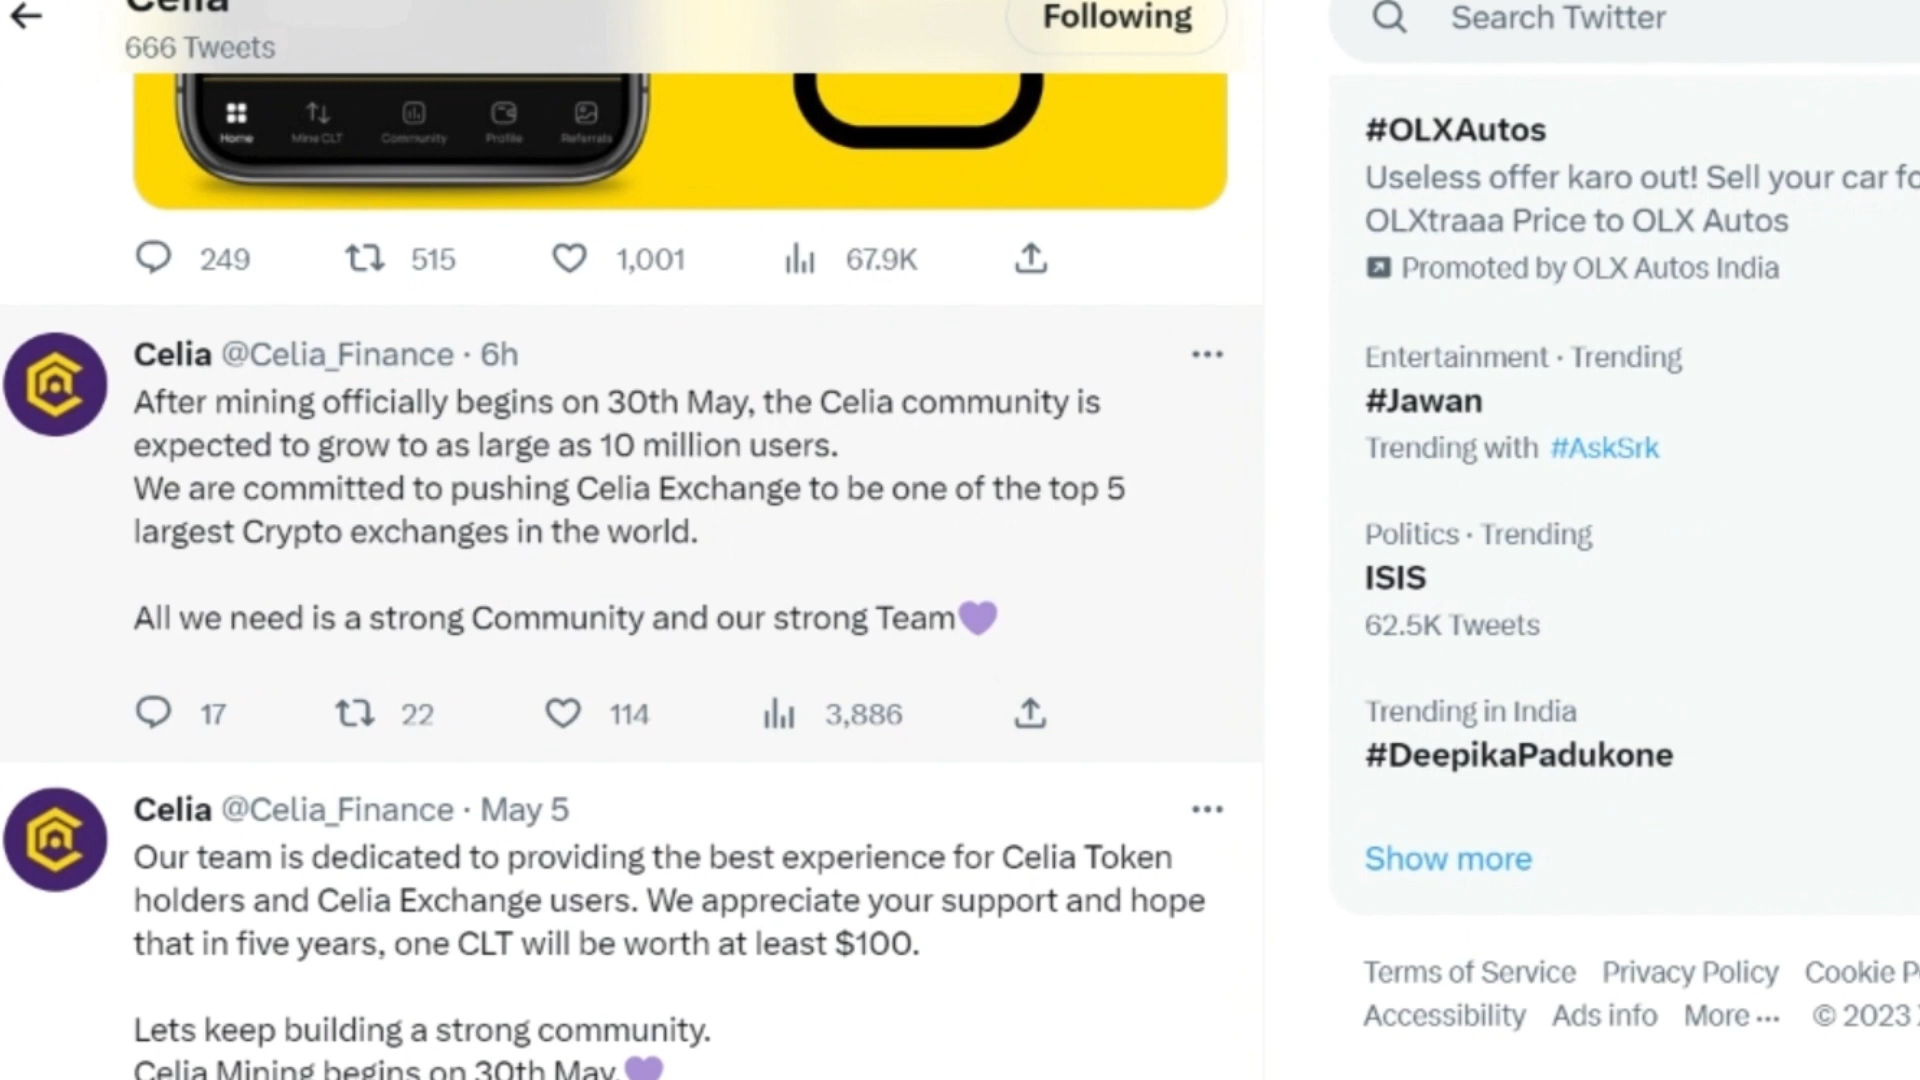 Celia
666 Tweets
Following
Search Twitter
Home
Mine CLT
Community
Profile
Referrals
249
515
1,001
67.9K
Celia @Celia_Finance · 6h
After mining officially begins on 30th May, the Celia community is
expected to grow to as large as 10 million users.
We are committed to pushing Celia Exchange to be one of the top 5
largest Crypto exchanges in the world.
All we need is a strong Community and our strong Team💜
17
22
114
3,886
Celia @Celia_Finance · May 5
Our team is dedicated to providing the best experience for Celia Token
holders and Celia Exchange users. We appreciate your support and hope
that in five years, one CLT will be worth at least $100.
Lets keep building a strong community.
Celia Mining begins on 30th May.💜
#OLXAutos
Useless offer karo out! Sell your car fo
OLXtraaa Price to OLX Autos
Promoted by OLX Autos India
Entertainment · Trending
#Jawan
Trending with #AskSrk
Politics · Trending
ISIS
62.5K Tweets
Trending in India
#DeepikaPadukone
Show more
Terms of Service Privacy Policy Cookie P
Accessibility Ads info More ··· © 2023